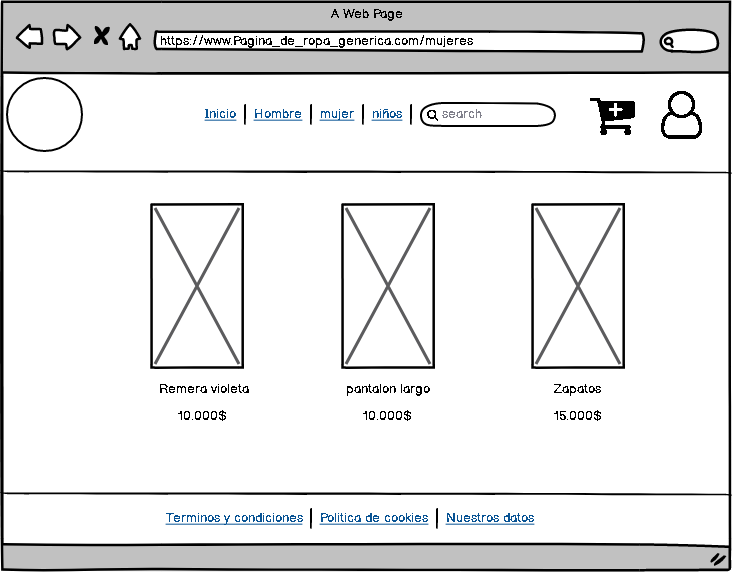 A Web Page
https://www.Pagina_de_ropa_generica.com/mujeres
Inicio | Hombre | mujer | niños | search
Remera violeta pantalon largo Zapatos
10.000$ 10.000$ 15.000$
Terminos y condiciones | Politica de cookies | Nuestros datos